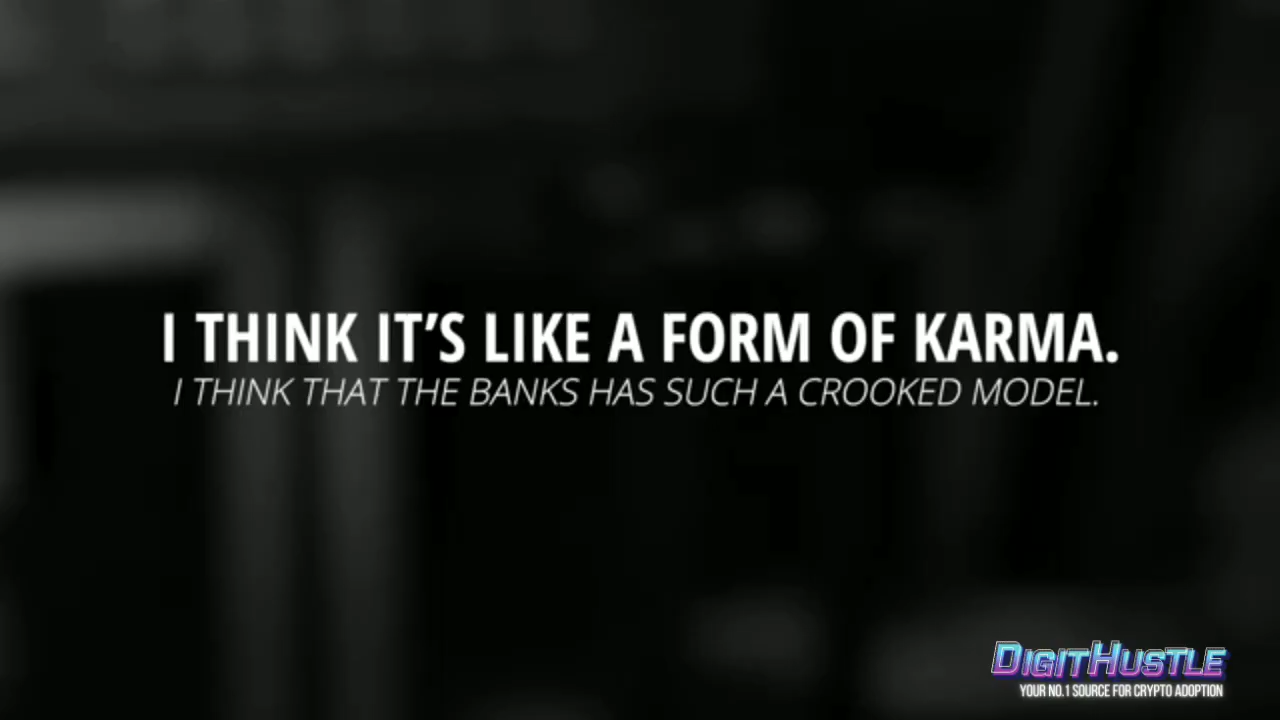 I THINK IT’S LIKE A FORM OF KARMA.
I THINK THAT THE BANKS HAS SUCH A CROOKED MODEL.
DIGITHUSTLE
YOUR NO.1 SOURCE FOR CRYPTO ADOPTION